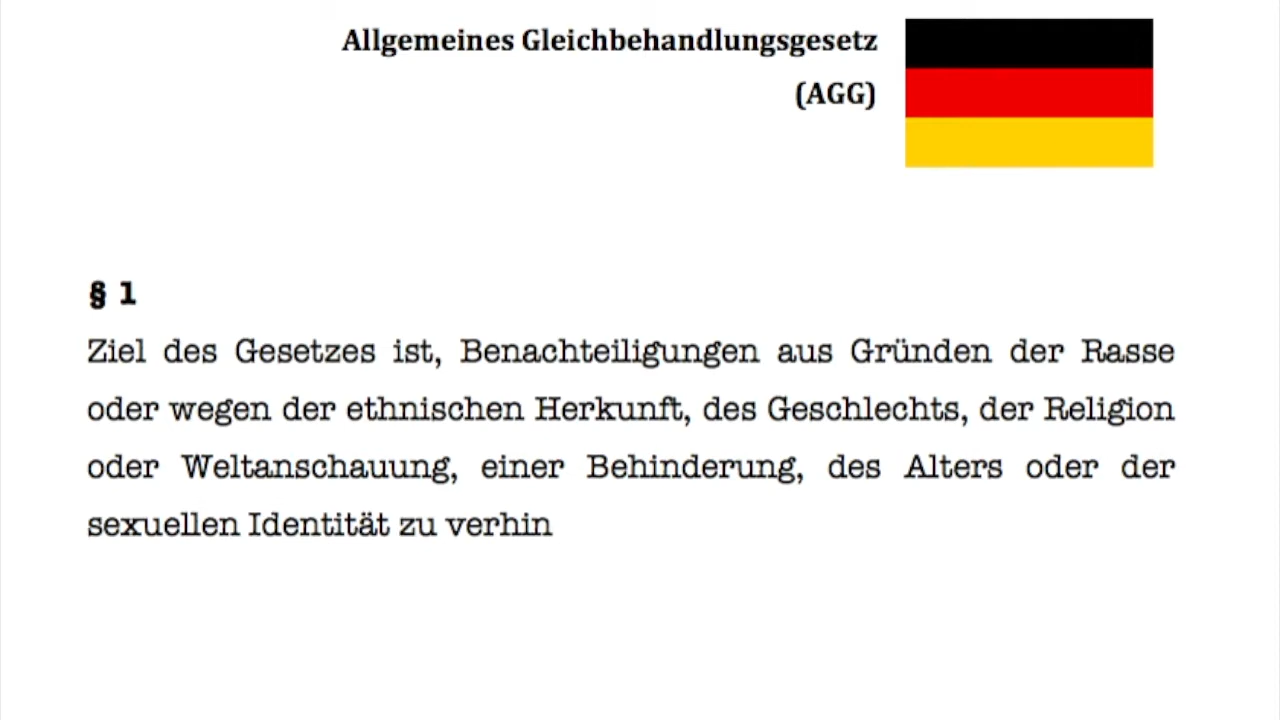 Allgemeines Gleichbehandlungsgesetz
(AGG)
§ 1
Ziel des Gesetzes ist, Benachteiligungen aus Gründen der Rasse
oder wegen der ethnischen Herkunft, des Geschlechts, der Religion
oder Weltanschauung, einer Behinderung, des Alters oder der
sexuellen Identität zu verhin